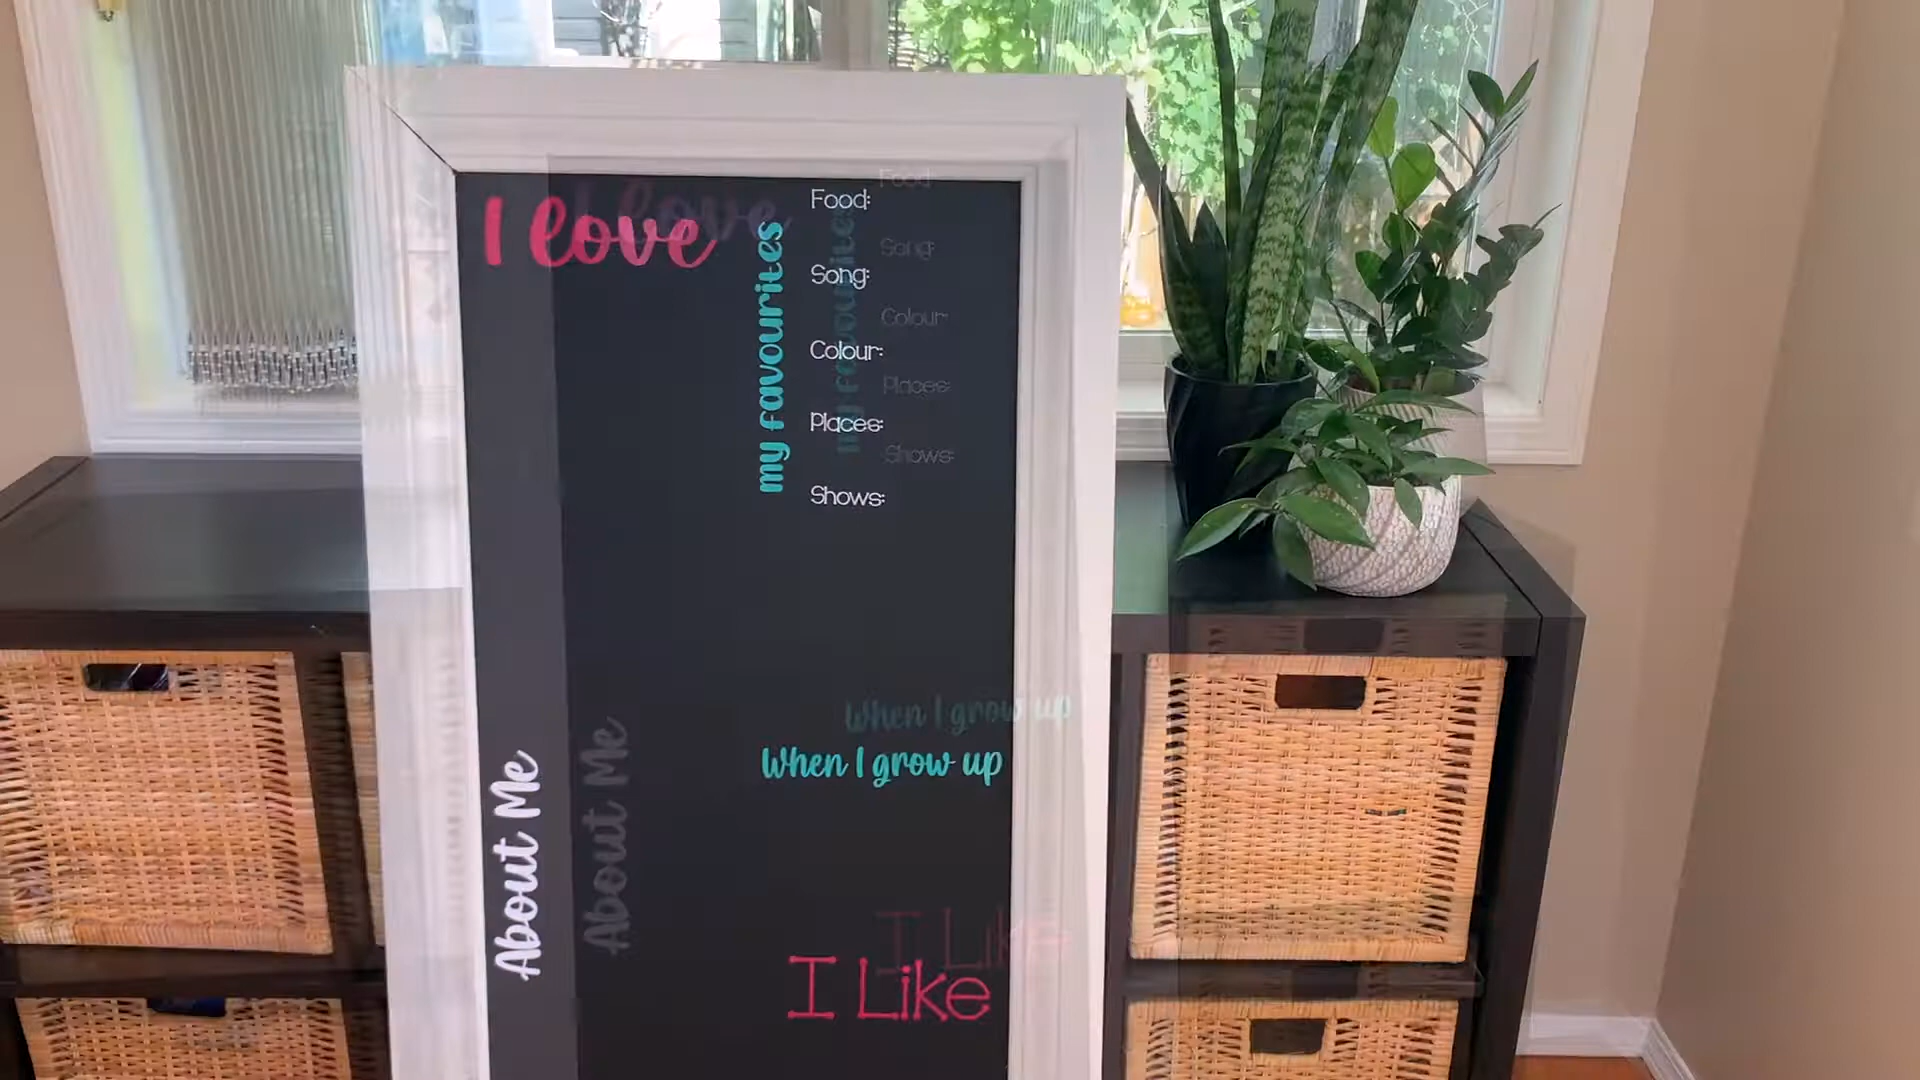 I love
my favourites
Food:
Song:
Colour:
Places:
Shows:
About Me
When I grow up
I Like